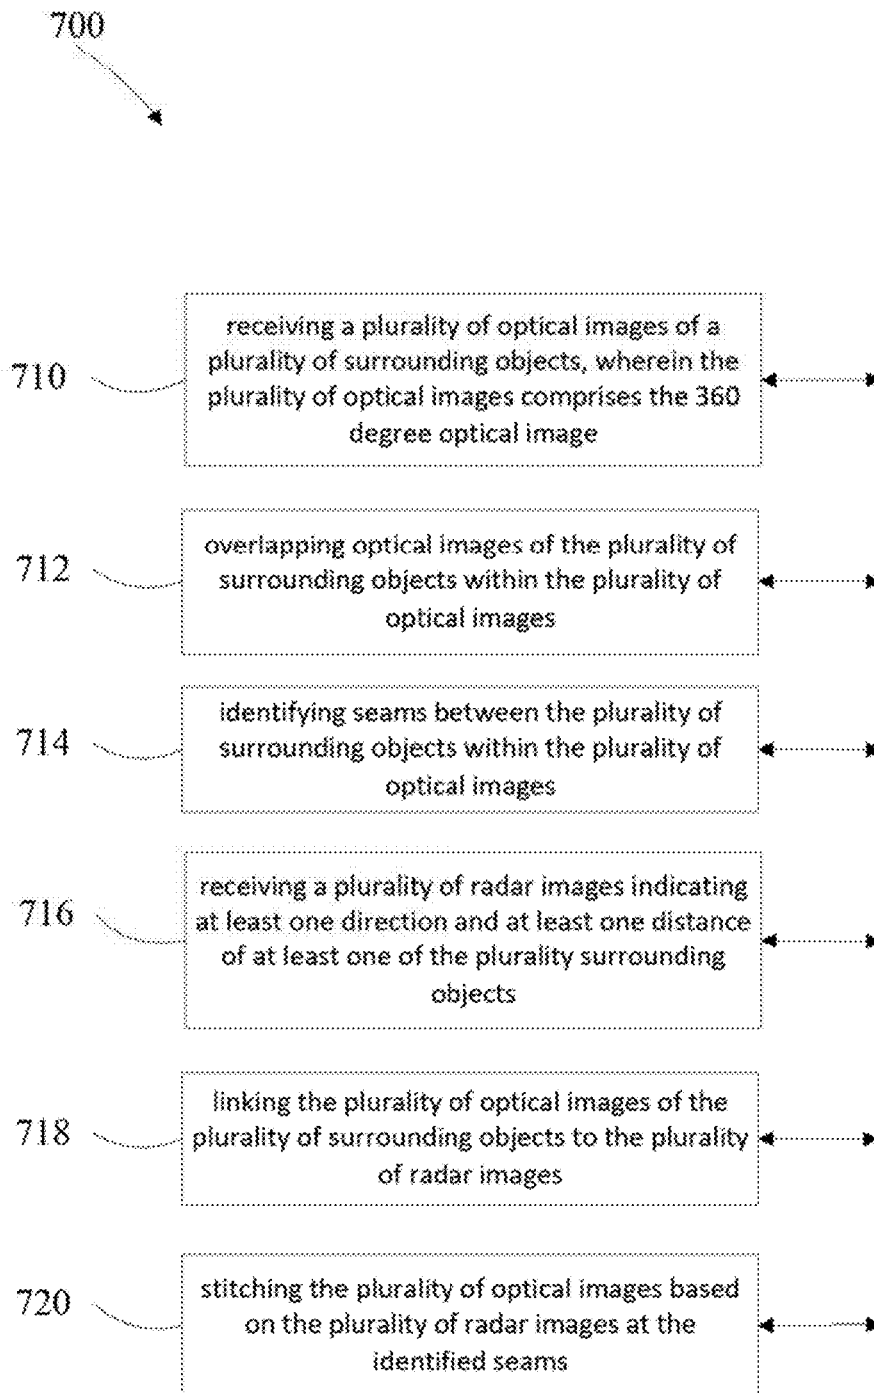 700
710
receiving a plurality of optical images of a
plurality of surrounding objects, wherein the
plurality of optical images comprises the 360
degree optical image
712
overlapping optical images of the plurality of
surrounding objects within the plurality of
optical images
714
identifying seams between the plurality of
surrounding objects within the plurality of
optical images
716
receiving a plurality of radar images indicating
at least one direction and at least one distance
of at least one of the plurality surrounding
objects
718
linking the plurality of optical images of the
plurality of surrounding objects to the plurality
of radar images
720
stitching the plurality of optical images based
on the plurality of radar images at the
identified seams